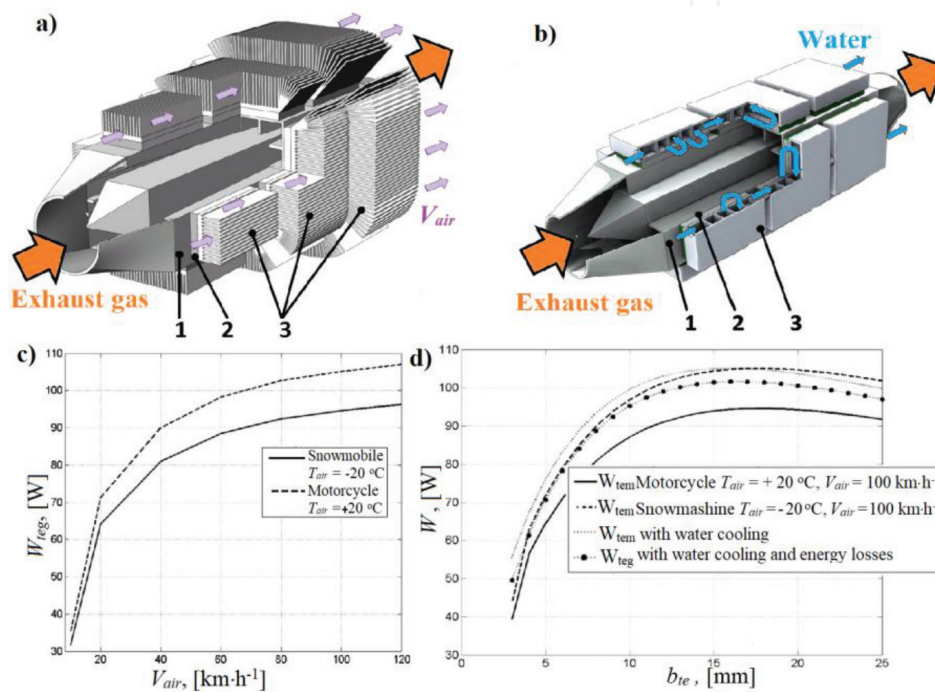 a)
b)
Water
V_air
Exhaust gas
1 2 3
Exhaust gas
1 2 3
c)
W_teg, [W]
110
100
90
80
70
60
50
40
30
20 40 60 80 100 120
V_air, [km·h⁻¹]
Snowmobile
T_air = -20 °C
Motorcycle
T_air = +20 °C
d)
W, [W]
110
100
90
80
70
60
50
40
30
0 5 10 15 20 25
b_te , [mm]
W_tem Motorcycle T_air = + 20 °C, V_air = 100 km·h⁻¹
W_tem Snowmashine T_air = -20°C, V_air = 100 km·h⁻¹
W_tem with water cooling
W_teg with water cooling and energy losses